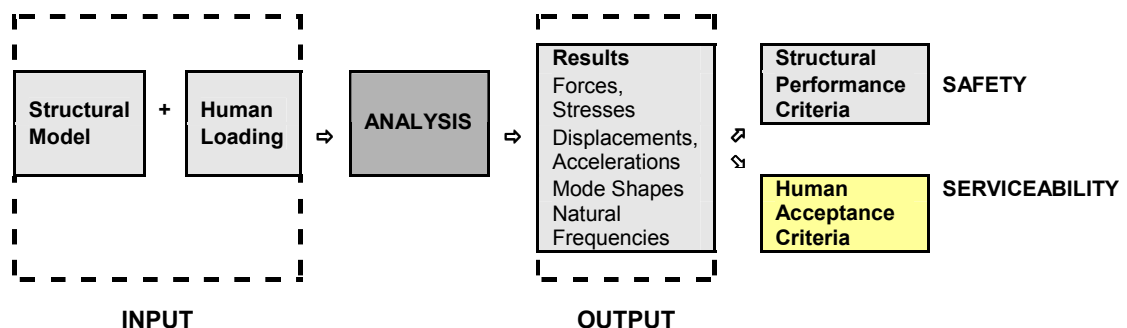 Structural
Model
+
Human
Loading
⇨
ANALYSIS
⇨
Results
Forces,
Stresses
Displacements,
Accelerations
Mode Shapes
Natural
Frequencies
Structural
Performance
Criteria
SAFETY
Human
Acceptance
Criteria
SERVICEABILITY
INPUT
OUTPUT